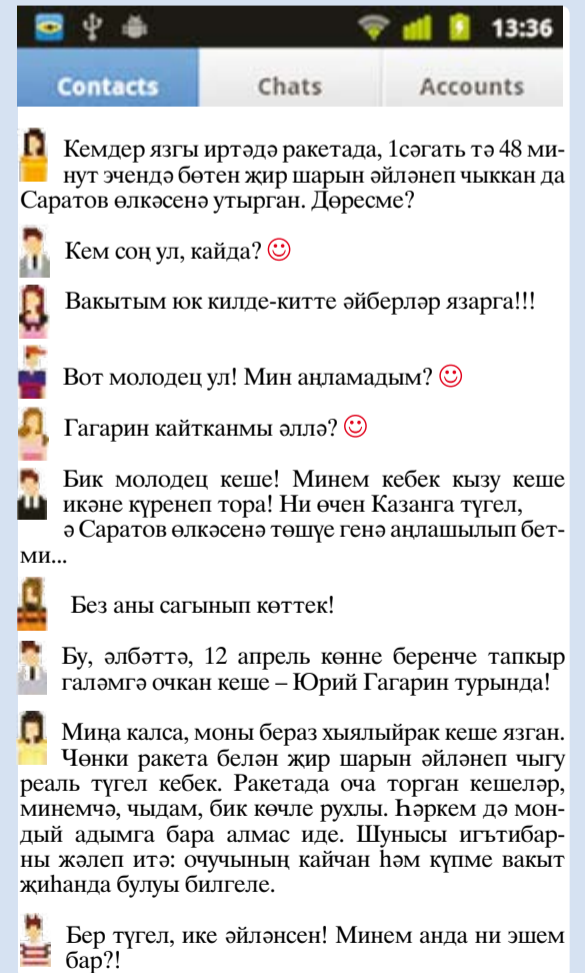 13:36
Contacts Chats Accounts
Кемдер язгы иртәдә ракетада, 1сәгать тә 48 ми-
нут эчендә бөтен җир шарын әйләнеп чыккан да
Саратов өлкәсенә утырган. Дөресме?
Кем соң ул, кайда?
Вакытым юк килде-китте әйберләр язарга!!!
Вот молодец ул! Мин аңламадым?
Гагарин кайтканмы әллә?
Бик молодец кеше! Минем кебек кызу кеше
икәне күренеп тора! Ни өчен Казанга түгел,
ә Саратов өлкәсенә төшүе генә аңлашылып бет-
ми...
Без аны сагынып көттек!
Бу, әлбәттә, 12 апрель көнне беренче тапкыр
галәмгә очкан кеше – Юрий Гагарин турында!
Миңа калса, моны бераз хыялыйрак кеше язган.
Чөнки ракета белән җир шарын әйләнеп чыгу
реаль түгел кебек. Ракетада оча торган кешеләр,
минемчә, чыдам, бик көчле рухлы. Һәркем дә мон-
дый адымга бара алмас иде. Шунысы игътибар-
ны җәлеп итә: очучының кайчан һәм күпме вакыт
җиһанда булуы билгеле.
Бер түгел, ике әйләнсен! Минем анда ни эшем
бар?!